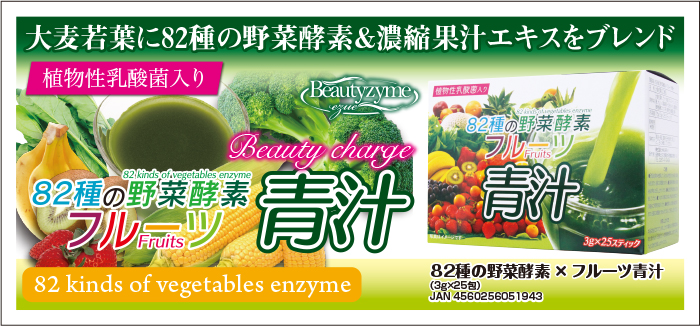 大麦若葉に82種の野菜酵素&濃縮果汁エキスをブレンド
植物性乳酸菌入り
Beautyzyme
Beauty charge
82 kinds of vegetables enzyme
82種の野菜酵素
フルーツ
Fruits
青汁
82 kinds of vegetables enzyme
植物性乳酸菌入り
82 kinds of vegetables enzyme
82種の野菜酵素
フルーツ
Fruits
青汁
3g×25スティック
82種の野菜酵素 × フルーツ青汁
(3g×25包)
JAN 4560256051943